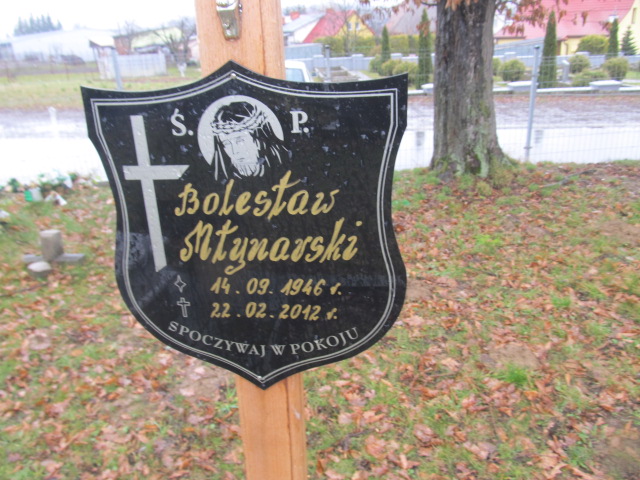 Ś. P.
Bolesław
Młynarski
14.09.1946 r.
22.02.2012 r.
SPOCZYWAJ W POKOJU